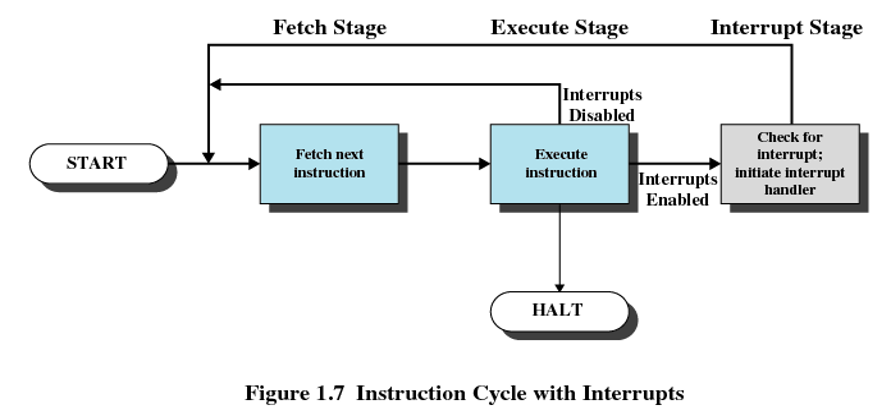 Fetch Stage
Execute Stage
Interrupt Stage
Interrupts
Disabled
START
Fetch next
instruction
Execute
instruction
Interrupts
Enabled
Check for
interrupt;
initiate interrupt
handler
HALT
Figure 1.7 Instruction Cycle with Interrupts